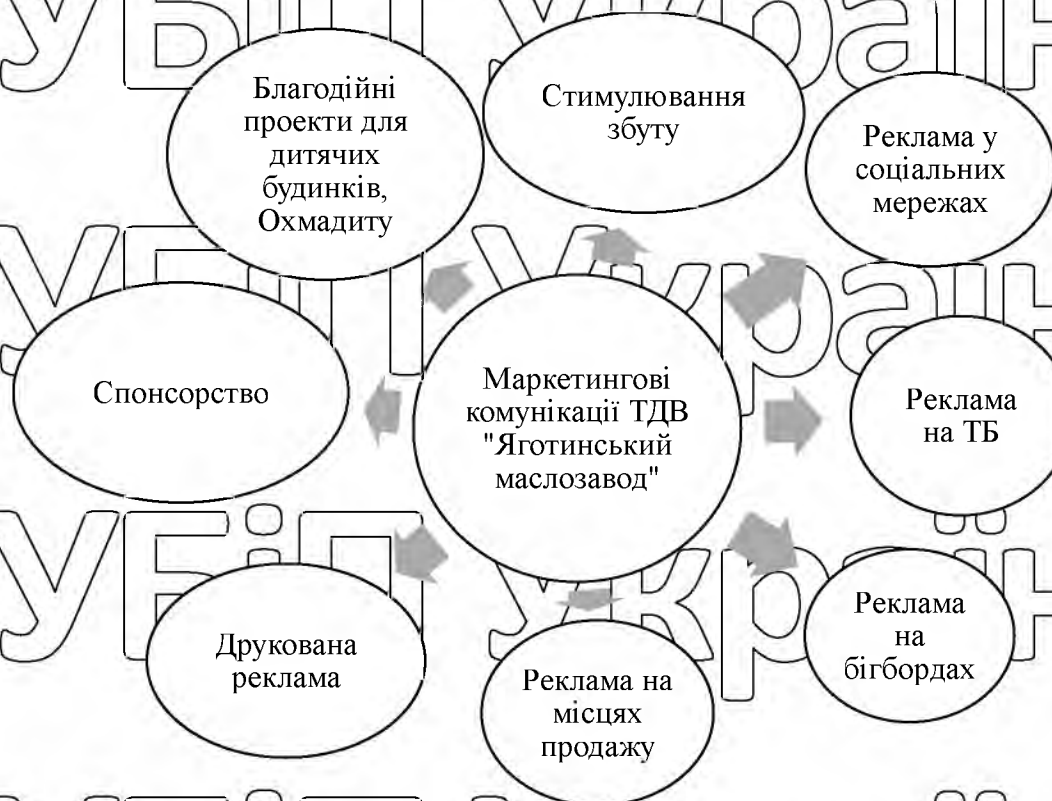 Благодійні
проекти для
дитячих
будинків,
Охмадиту
Стимулювання
збуту
Реклама у
соціальних
мережах
Спонсорство
Маркетингові
комунікації ТДВ
"Яготинський
маслозавод"
Реклама
на ТБ
Друкована
реклама
Реклама на
місцях
продажу
Реклама
на
бігбордах